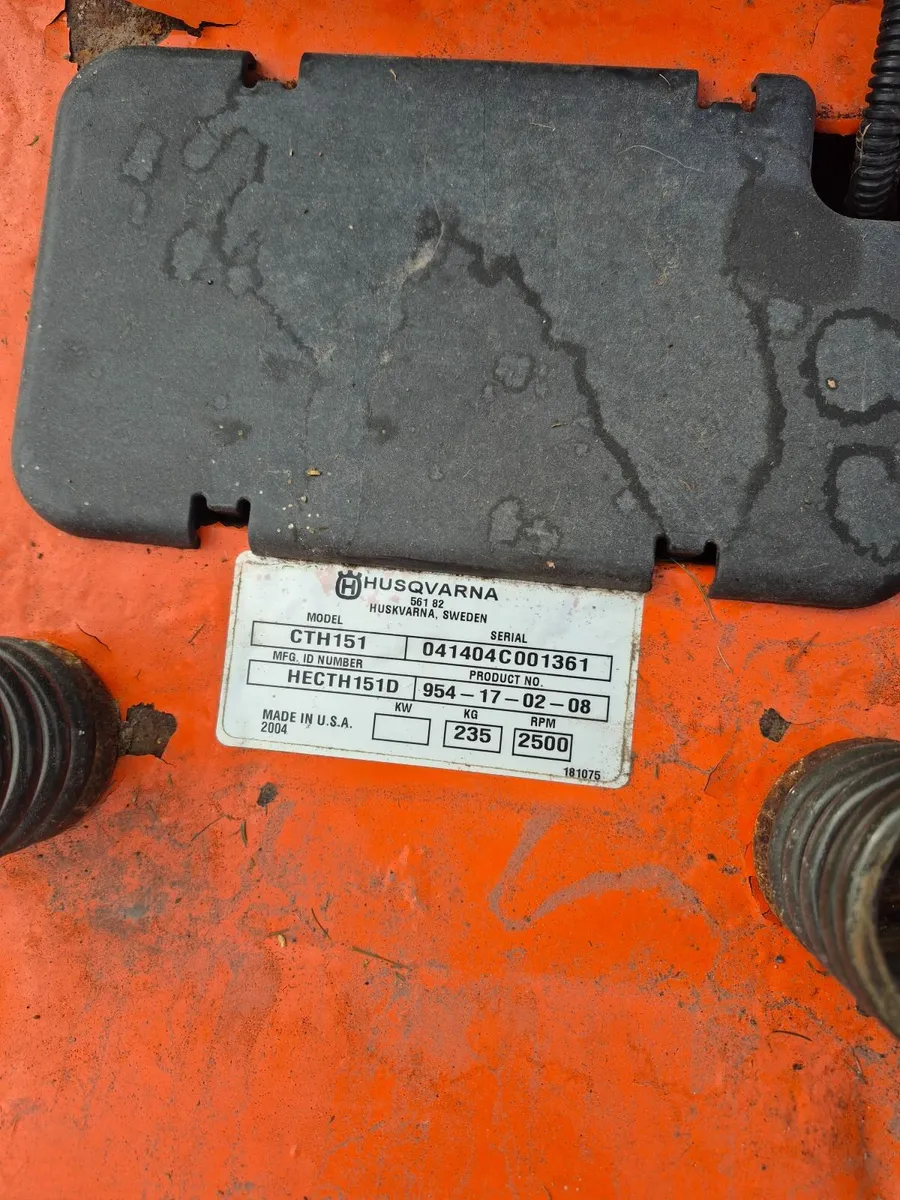 HUSQVARNA
561 82
HUSKVARNA, SWEDEN
MODEL SERIAL
CTH151 041404C001361
MFG. ID NUMBER PRODUCT NO.
HECTH151D 954-17-02-08
KW KG RPM
MADE IN U.S.A. 235 2500
2004
181075